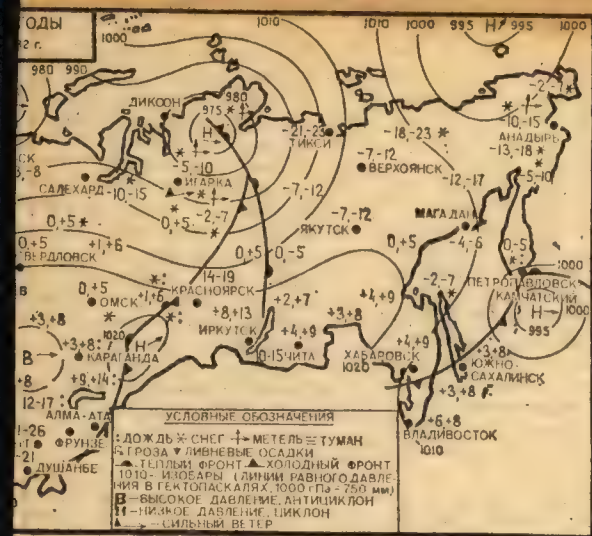 ОДЫ
32 г.
1000
1010
1010
1000
995
Н
995
1000
980
990
980
975
-2,-7
ДИКСОН
Н
-21,-23
ТИКСИ
-18-23
-10,-15
АНАДЫРЬ
-13,-18
-3,-8
САЛЕХАРД
-10-15
-5-10
ИГАРКА
-7,-12
-7,-12
ВЕРХОЯНСК
-5-10
-12,-17
0,+5
-2,-7
-7,-12
ЯКУТСК
МАГАДАН
-4,-6
0,+5
+1,+6
0,+5
0,-5
0,+5
0,-5
ВЕРДЛОВСК
14-19
-2,-7
ПЕТРОПАВЛОВСК
КАМЧАТСКИЙ
1000
0,+5
ОМСК
+1,+6
КРАСНОЯРСК
+2,+7
+4,+9
Н
995
1000
+8,+13
+3,+8
1020
ИРКУТСК
+4,+9
В
+3,+8
Н
10-15
ЧИТА
ХАБАРОВСК
+4,+9
+3,+8
КАРАГАНДА
1020
ЮЖНО-
САХАЛИНСК
+8
+9,+14
+3,+8
12-17
АЛМА-АТА
+6,+8
1-26
ФРУНЗЕ
ВЛАДИВОСТОК
-21
1010
ДУШАНБЕ
УСЛОВНЫЕ ОБОЗНАЧЕНИЯ
ДОЖДЬ СНЕГ МЕТЕЛЬ ТУМАН
ГРОЗА ЛИВНЕВЫЕ ОСАДКИ
ТЕПЛЫЙ ФРОНТ ХОЛОДНЫЙ ФРОНТ
1010- ИЗОБАРЫ (ЛИНИИ РАВНОГО ДАВЛЕ-
НИЯ В ГЕКТОПАСКАЛЯХ, 1000 гПа = 750 мм)
В -ВЫСОКОЕ ДАВЛЕНИЕ, АНТИЦИКЛОН
Н -НИЗКОЕ ДАВЛЕНИЕ, ЦИКЛОН
- СИЛЬНЫЙ ВЕТЕР